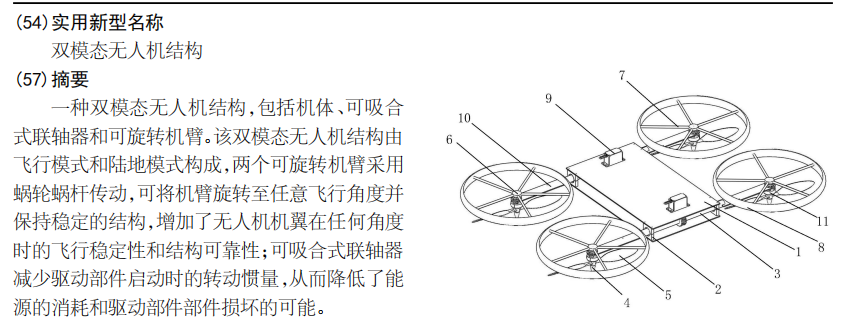 (54)实用新型名称
双模态无人机结构
(57)摘要
一种双模态无人机结构,包括机体、可吸合
式联轴器和可旋转机臂。该双模态无人机结构由
飞行模式和陆地模式构成,两个可旋转机臂采用
蜗轮蜗杆传动,可将机臂旋转至任意飞行角度并
保持稳定的结构,增加了无人机机翼在任何角度
时的飞行稳定性和结构可靠性;可吸合式联轴器
减少驱动部件启动时的转动惯量,从而降低了能
源的消耗和驱动部件部件损坏的可能。
7
9
10
6
11
8
1
3
2
5
4